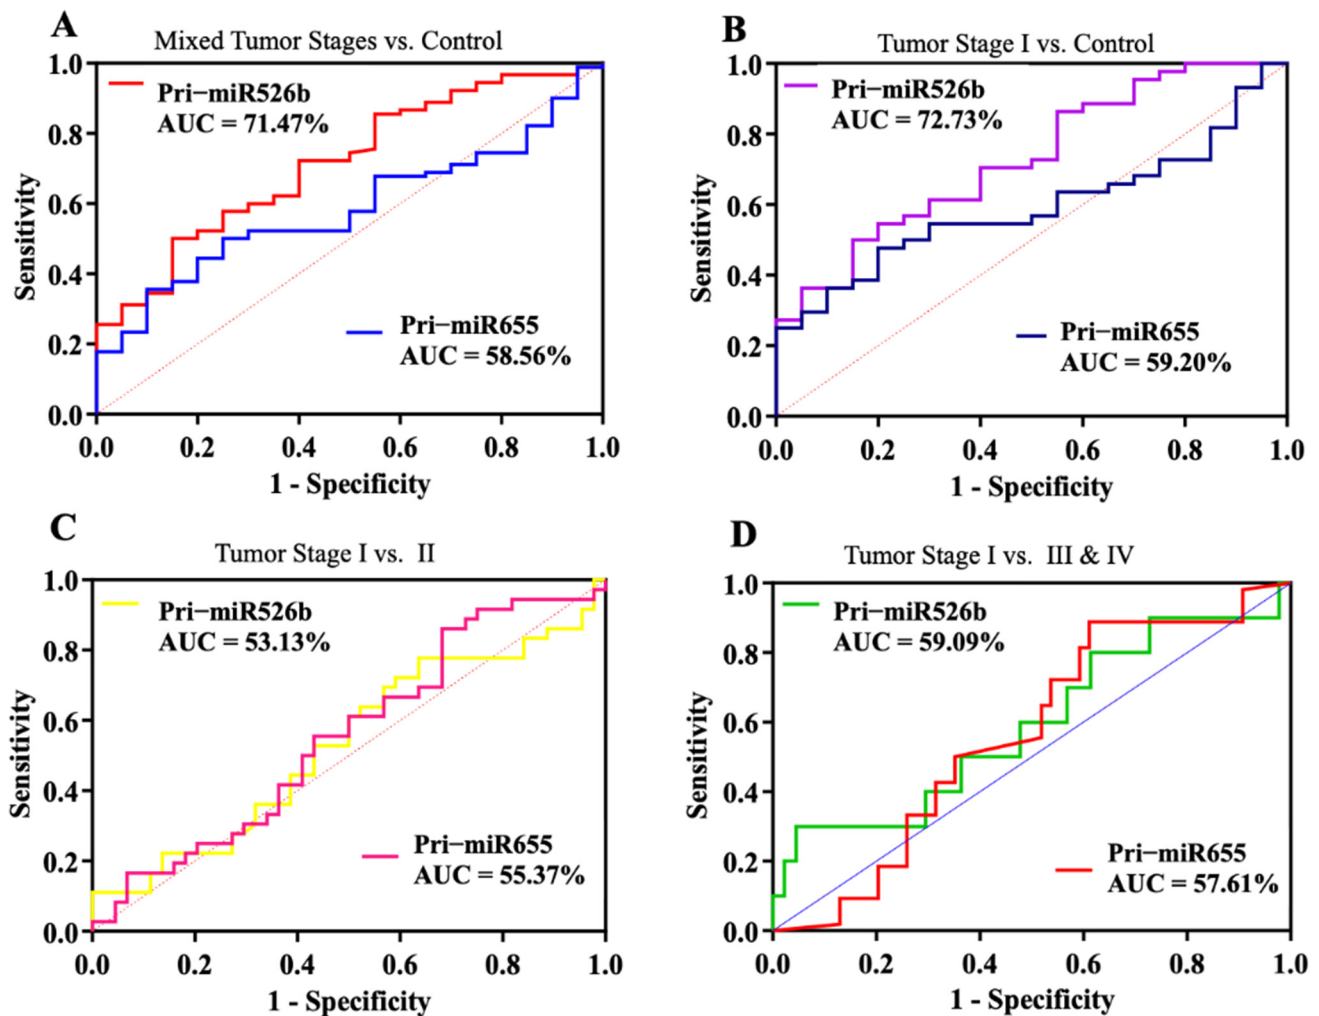 A
Mixed Tumor Stages vs. Control
Sensitivity
1.0
0.8
0.6
0.4
0.2
0.0
Pri−miR526b
AUC = 71.47%
Pri−miR655
AUC = 58.56%
0.0 0.2 0.4 0.6 0.8 1.0
1 - Specificity
B
Tumor Stage I vs. Control
Sensitivity
1.0
0.8
0.6
0.4
0.2
0.0
Pri−miR526b
AUC = 72.73%
Pri−miR655
AUC = 59.20%
0.0 0.2 0.4 0.6 0.8 1.0
1 - Specificity
C
Tumor Stage I vs. II
Sensitivity
1.0
0.8
0.6
0.4
0.2
0.0
Pri−miR526b
AUC = 53.13%
Pri−miR655
AUC = 55.37%
0.0 0.2 0.4 0.6 0.8 1.0
1 - Specificity
D
Tumor Stage I vs. III & IV
Sensitivity
1.0
0.8
0.6
0.4
0.2
0.0
Pri−miR526b
AUC = 59.09%
Pri−miR655
AUC = 57.61%
0.0 0.2 0.4 0.6 0.8 1.0
1 - Specificity